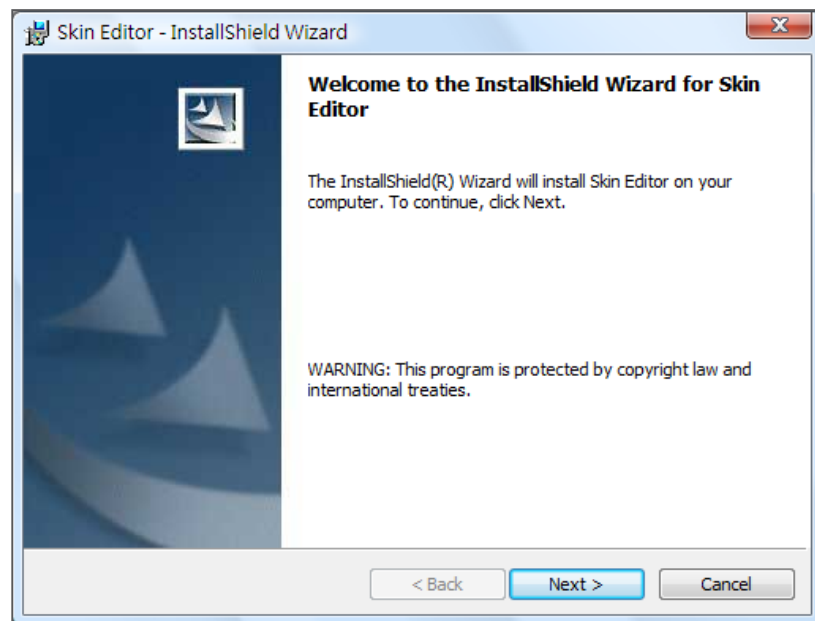 Skin Editor - InstallShield Wizard
Welcome to the InstallShield Wizard for Skin
Editor
The InstallShield(R) Wizard will install Skin Editor on your
computer. To continue, click Next.
WARNING: This program is protected by copyright law and
international treaties.
< Back
Next >
Cancel